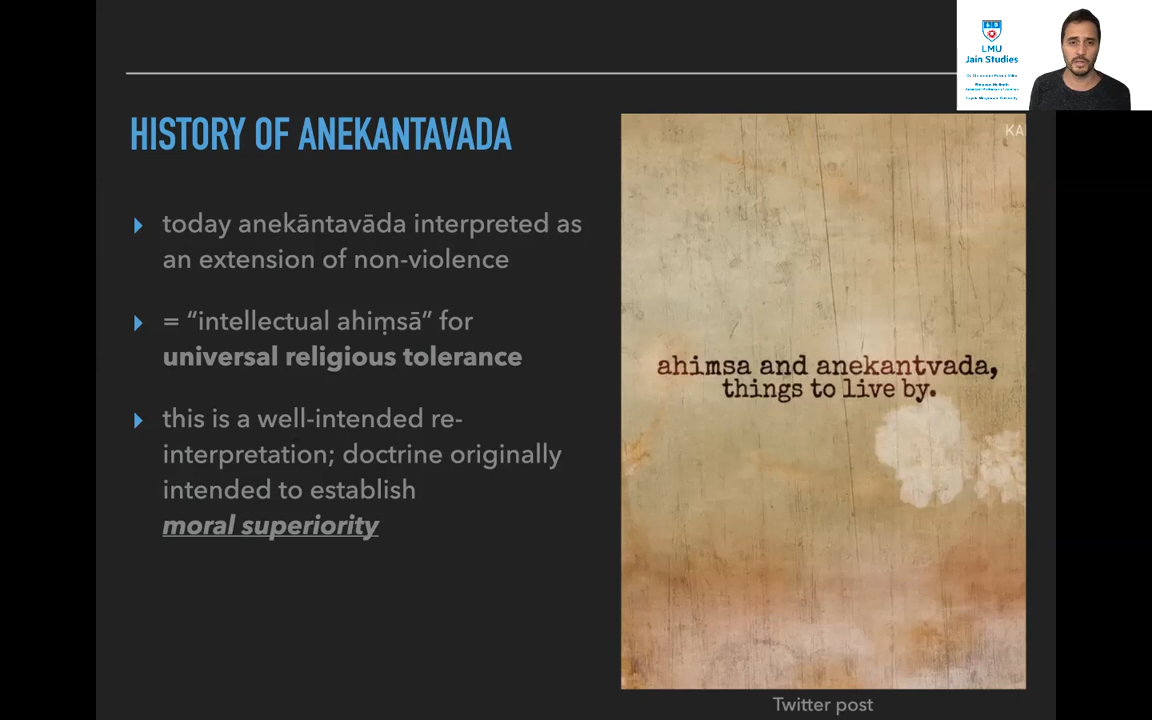 LMU
Jain Studies
HISTORY OF ANEKANTAVADA
today anekāntavāda interpreted as
an extension of non-violence
= “intellectual ahiṃsā” for
universal religious tolerance
this is a well-intended re-
interpretation; doctrine originally
intended to establish
moral superiority
KA
ahimsa and anekantvada,
things to live by.
Twitter post